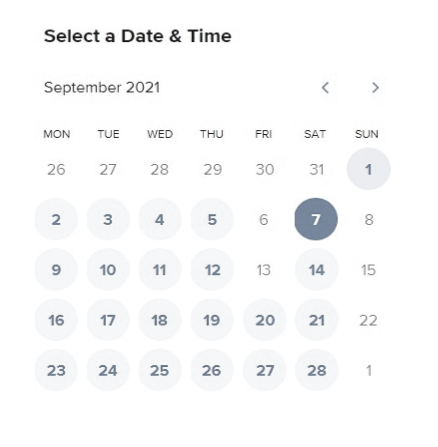 Select a Date & Time
September 2021
MON TUE WED THU FRI SAT SUN
26 27 28 29 30 31 1
2 3 4 5 6 7 8
9 10 11 12 13 14 15
16 17 18 19 20 21 22
23 24 25 26 27 28 1